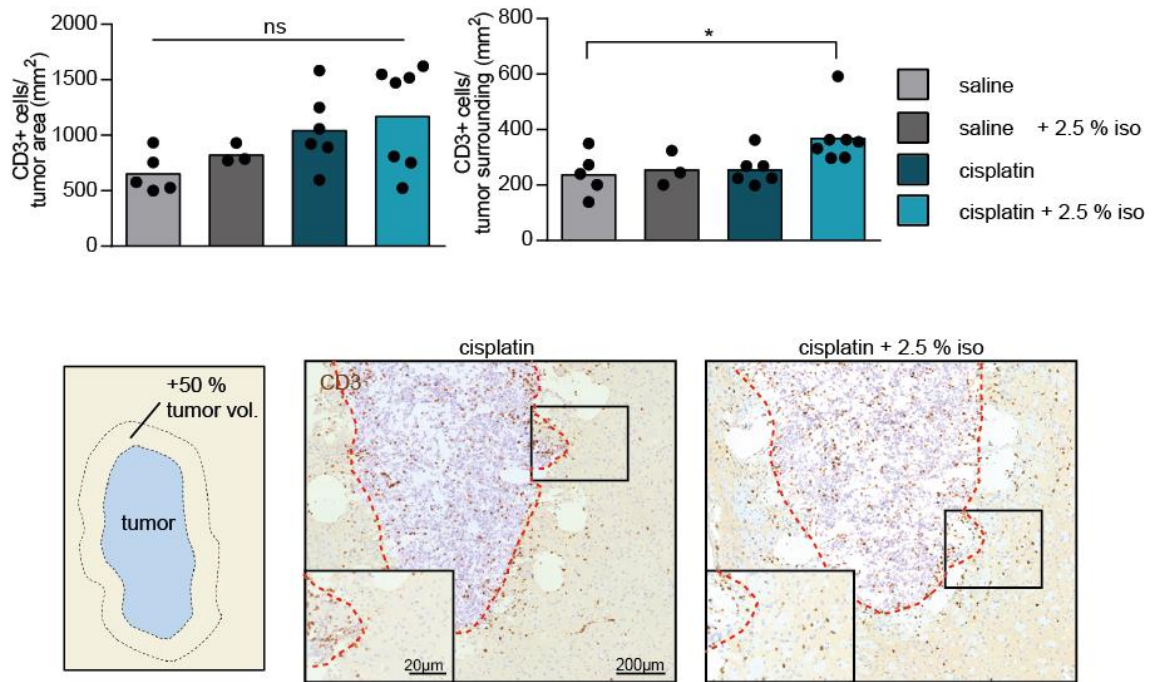 CD3+ cells/
tumor area (mm²)
2000
1500
1000
500
0
ns
CD3+ cells/
tumor surrounding (mm²)
800
600
400
200
0
*
saline
saline + 2.5 % iso
cisplatin
cisplatin + 2.5 % iso
+50 %
tumor vol.
tumor
cisplatin
CD3
20µm
200µm
cisplatin + 2.5 % iso